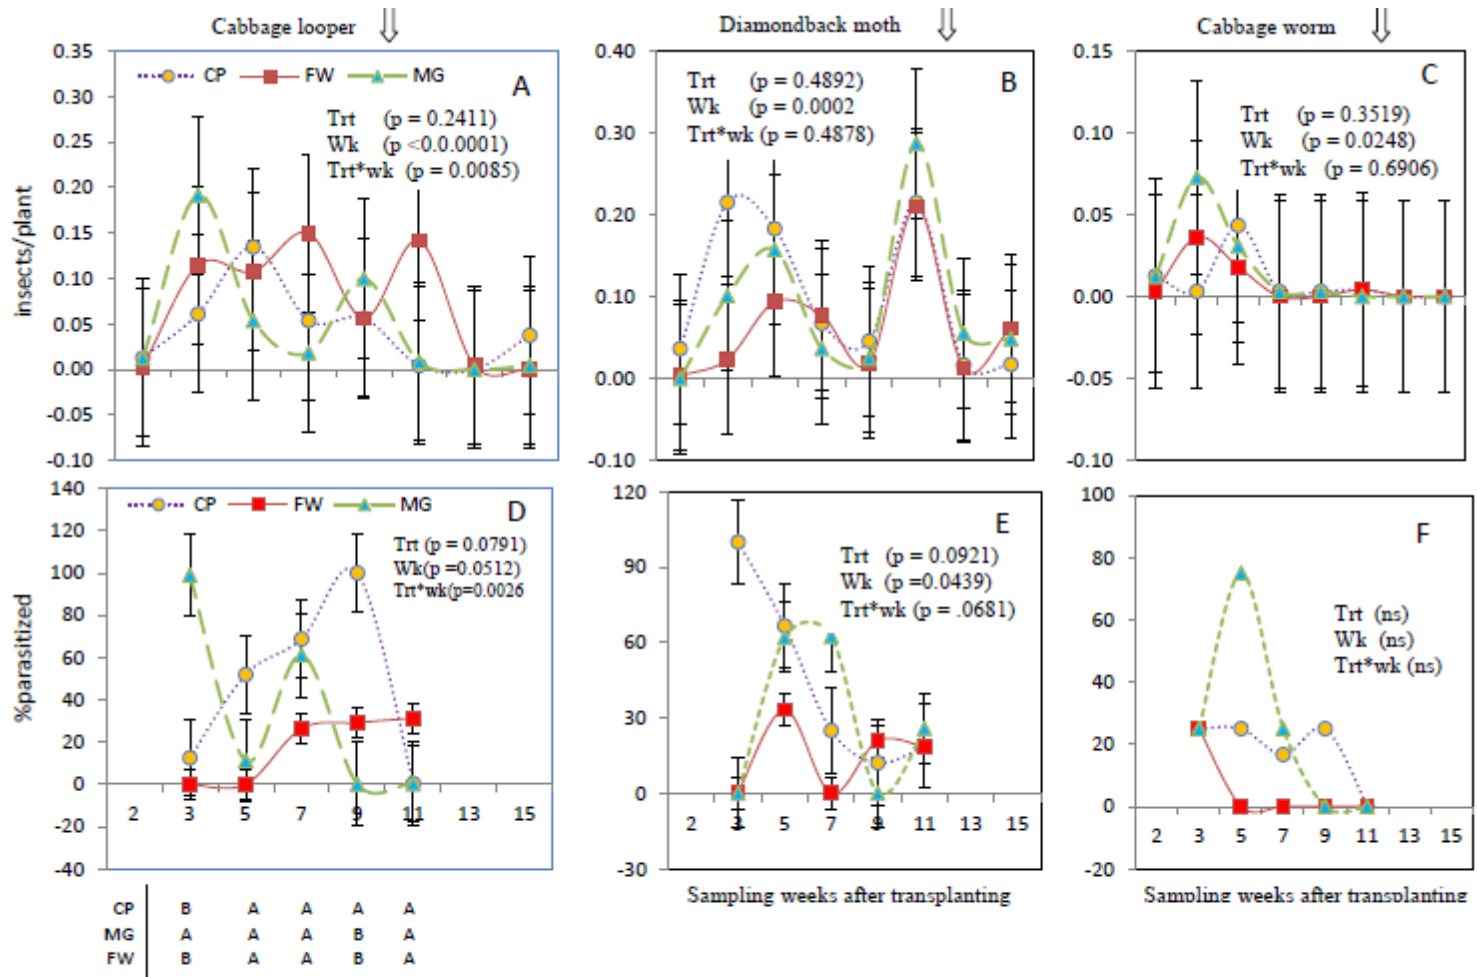 Cabbage looper
Diamondback moth
Cabbage worm
0.35
0.30
0.25
0.20
0.15
0.10
0.05
0.00
-0.05
-0.10
insects/plant
CP FW MG
A
Trt (p = 0.2411)
Wk (p <0.0.0001)
Trt*wk (p = 0.0085)
0.40
0.30
0.20
0.10
0.00
-0.10
B
Trt (p = 0.4892)
Wk (p = 0.0002
Trt*wk (p = 0.4878)
0.15
0.10
0.05
0.00
-0.05
-0.10
C
Trt (p = 0.3519)
Wk (p = 0.0248)
Trt*wk (p = 0.6906)
140
120
100
80
60
40
20
0
-20
-40
%parasitized
CP FW MG
D
Trt (p = 0.0791)
Wk(p =0.0512)
Trt*wk(p=0.0026
2 3 5 7 9 11 13 15
120
90
60
30
0
-30
E
Trt (p = 0.0921)
Wk (p =0.0439)
Trt*wk (p = .0681)
2 3 5 7 9 11 13 15
Sampling weeks after transplanting
100
80
60
40
20
0
-20
F
Trt (ns)
Wk (ns)
Trt*wk (ns)
2 3 5 7 9 11 13 15
Sampling weeks after transplanting
CP B A A A A
MG A A A B A
FW B A A B A